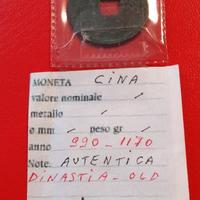 MONETA CINA
valore nominale /
metallo /
o mm / peso gr /
anno 990-1170
Note: AUTENTICA
DINASTIA - OLD